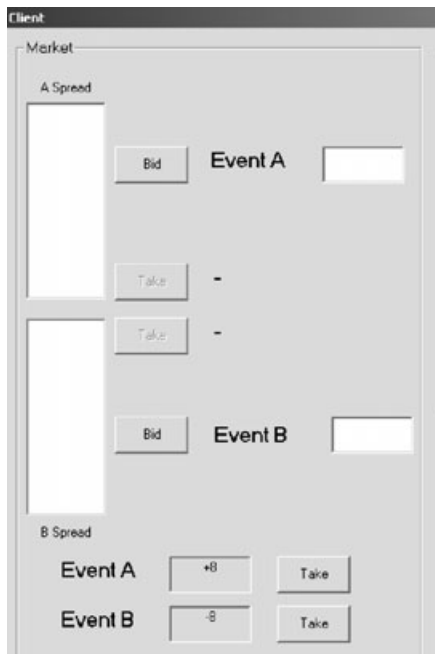 Client
Market
A Spread
Bid Event A
Take -
Take -
Bid Event B
B Spread
Event A +8 Take
Event B -8 Take